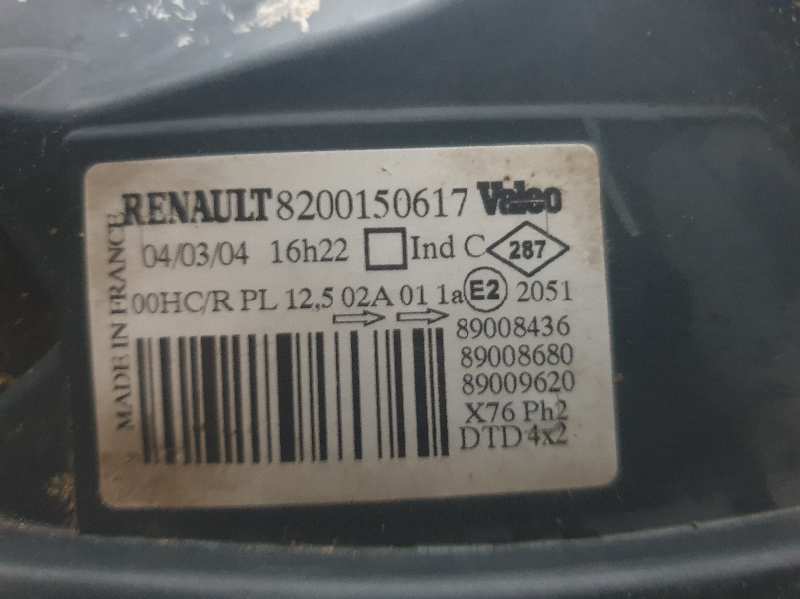 RENAULT 8200150617 Valeo
04/03/04 16h22 Ind C 287
00HC/R PL 12,5 02A 01 1a E2 2051
89008436
89008680
89009620
X76 Ph2
DTD 4x2
MADE IN FRANCE